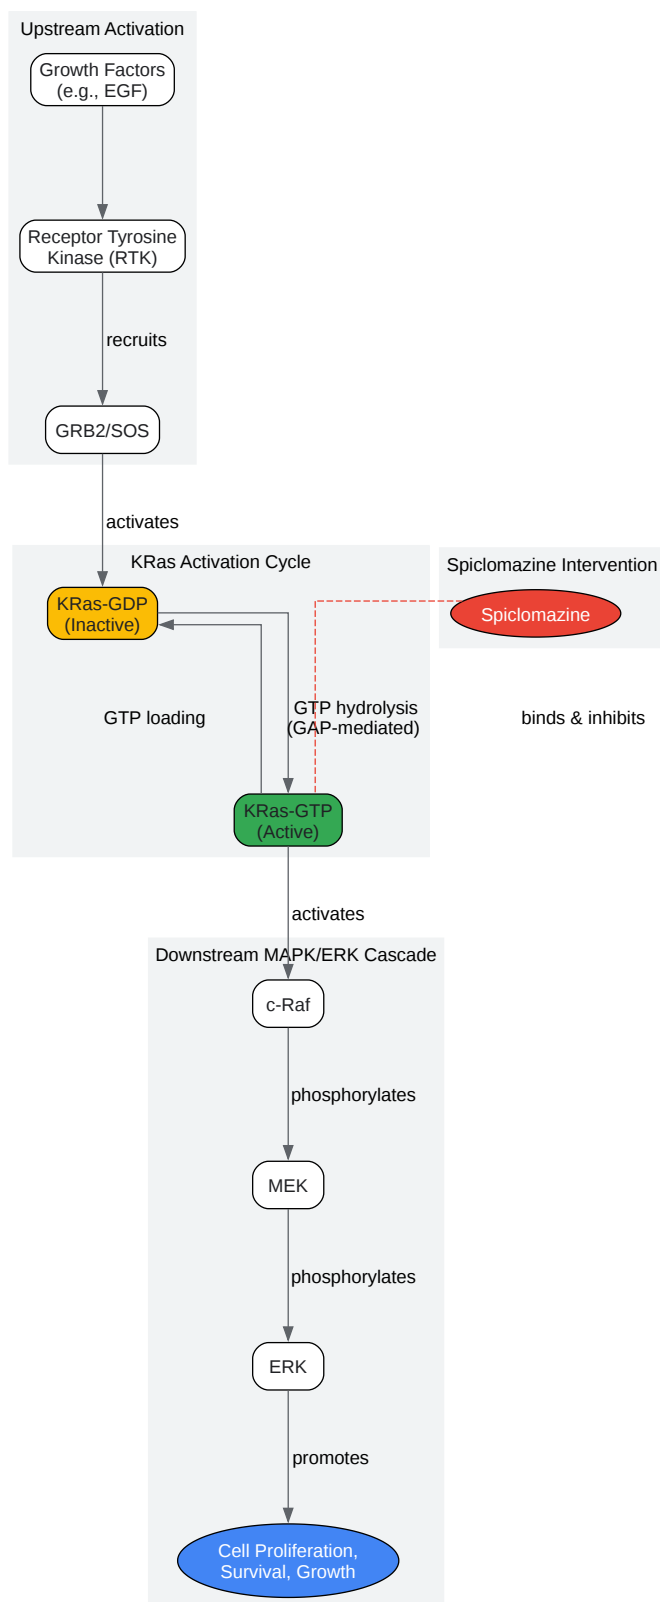 Upstream Activation
Growth Factors
(e.g., EGF)
Receptor Tyrosine
Kinase (RTK)
recruits
GRB2/SOS
activates
KRas Activation Cycle
Spiclomazine Intervention
KRas-GDP
(Inactive)
Spiclomazine
GTP loading
GTP hydrolysis
(GAP-mediated)
binds & inhibits
KRas-GTP
(Active)
activates
Downstream MAPK/ERK Cascade
c-Raf
phosphorylates
MEK
phosphorylates
ERK
promotes
Cell Proliferation,
Survival, Growth